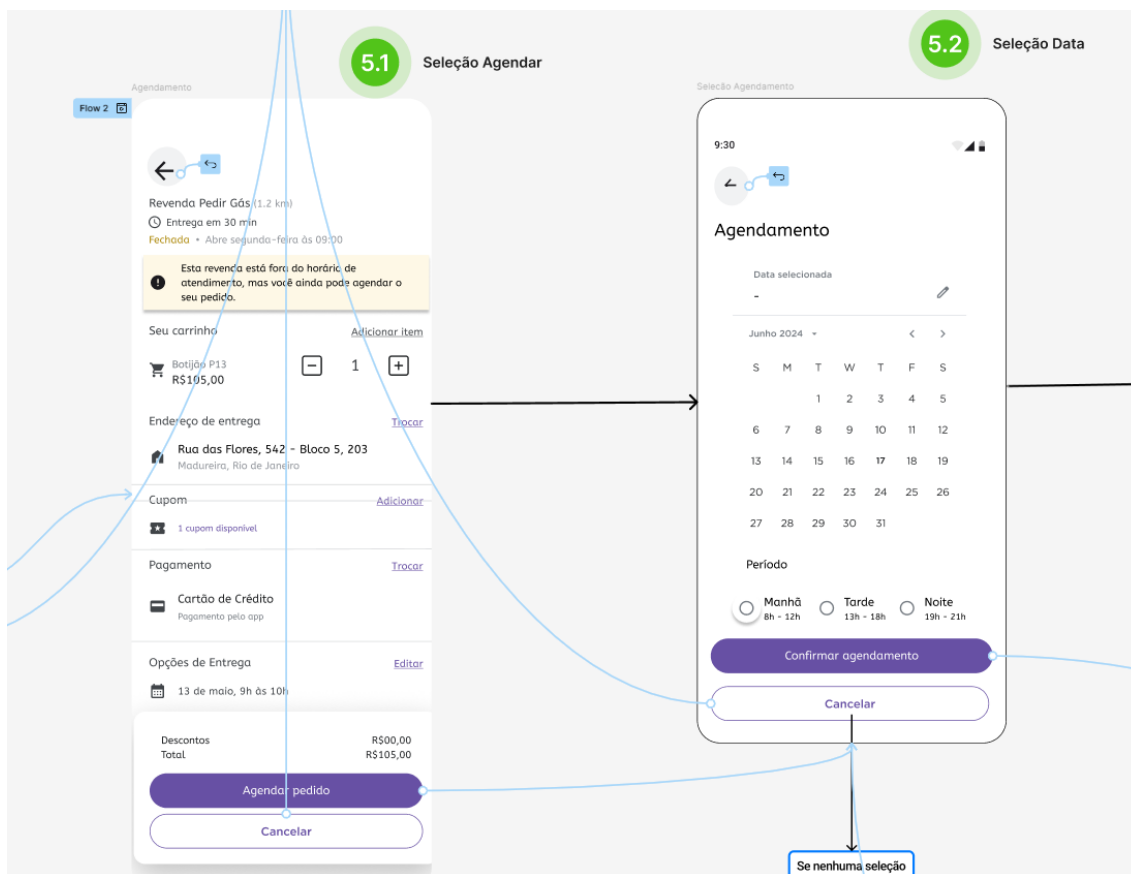 5.1
Seleção Agendar
5.2
Seleção Data
Agendamento
Flow 2
Revenda Pedir Gás (1.2 km)
Entrega em 30 min
Fechada • Abre segunda-feira às 09:00
Esta revenda está fora do horário de
atendimento, mas você ainda pode agendar o
seu pedido.
Seu carrinho
Adicionar item
Botijão P13
R$105,00
1
Endereço de entrega
Trocar
Rua das Flores, 542 - Bloco 5, 203
Madureira, Rio de Janeiro
Cupom
Adicionar
1 cupom disponível
Pagamento
Trocar
Cartão de Crédito
Pagamento pelo app
Opções de Entrega
Editar
13 de maio, 9h às 10h
Descontos R$00,00
Total R$105,00
Agendar pedido
Cancelar
Selecão Agendamento
9:30
Agendamento
Data selecionada
-
Junho 2024
S M T W T F S
1 2 3 4 5
6 7 8 9 10 11 12
13 14 15 16 17 18 19
20 21 22 23 24 25 26
27 28 29 30 31
Período
Manhã
8h - 12h
Tarde
13h - 18h
Noite
19h - 21h
Confirmar agendamento
Cancelar
Se nenhuma seleção